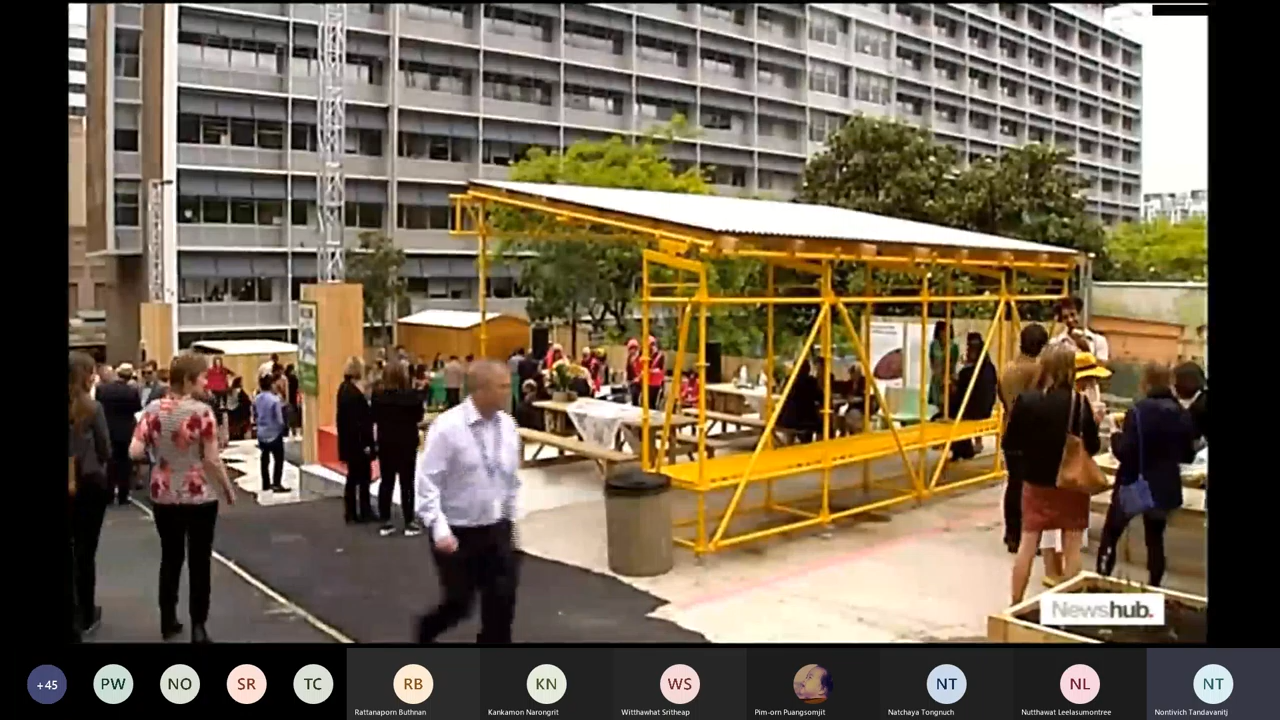 Newshub.
+45
PW
NO
SR
TC
RB
KN
WS
NT
NL
NT
Rattanaporn Buthnan
Kankamon Narongrit
Witthawhat Sritheap
Pim-orn Puangsomjit
Natchaya Tongnuch
Nutthawat Leelasumontree
Nontivich Tandavanitj